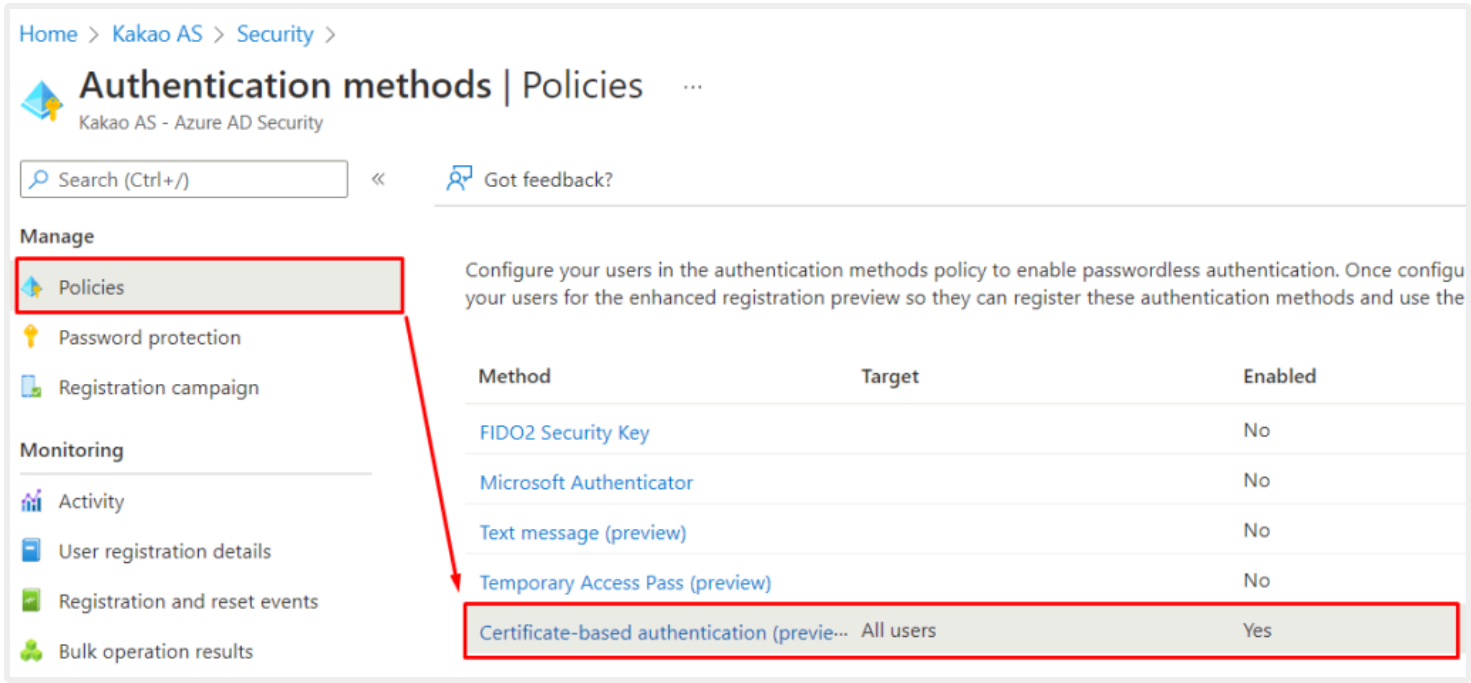 Home > Kakao AS > Security >
Authentication methods | Policies ...
Kakao AS - Azure AD Security
Search (Ctrl+/)
«
Got feedback?
Manage
Policies
Password protection
Registration campaign
Monitoring
Activity
User registration details
Registration and reset events
Bulk operation results
Configure your users in the authentication methods policy to enable passwordless authentication. Once configu
your users for the enhanced registration preview so they can register these authentication methods and use the
Method Target Enabled
FIDO2 Security Key No
Microsoft Authenticator No
Text message (preview) No
Temporary Access Pass (preview) No
Certificate-based authentication (previe... All users Yes